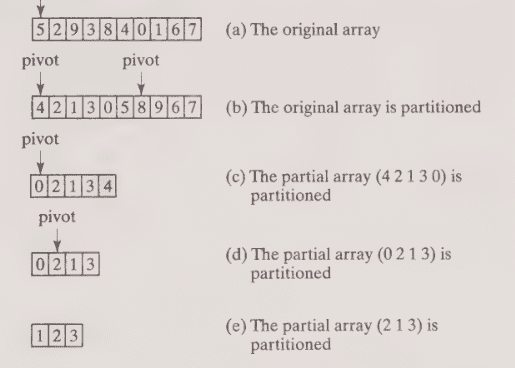 5 2 9 3 8 4 0 1 6 7 (a) The original array
pivot pivot
4 2 1 3 0 5 8 9 6 7 (b) The original array is partitioned
pivot
0 2 1 3 4 (c) The partial array (4 2 1 3 0) is
partitioned
pivot
0 2 1 3 (d) The partial array (0 2 1 3) is
partitioned
1 2 3 (e) The partial array (2 1 3) is
partitioned